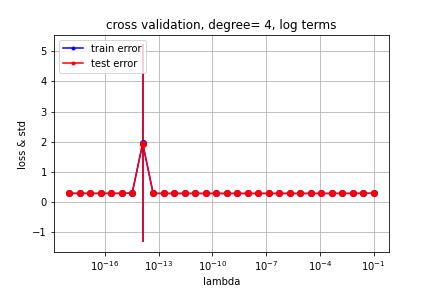 cross validation, degree= 4, log terms
train error
test error
loss & std
5
4
3
2
1
0
−1
10⁻¹⁶
10⁻¹³
10⁻¹⁰
10⁻⁷
10⁻⁴
10⁻¹
lambda